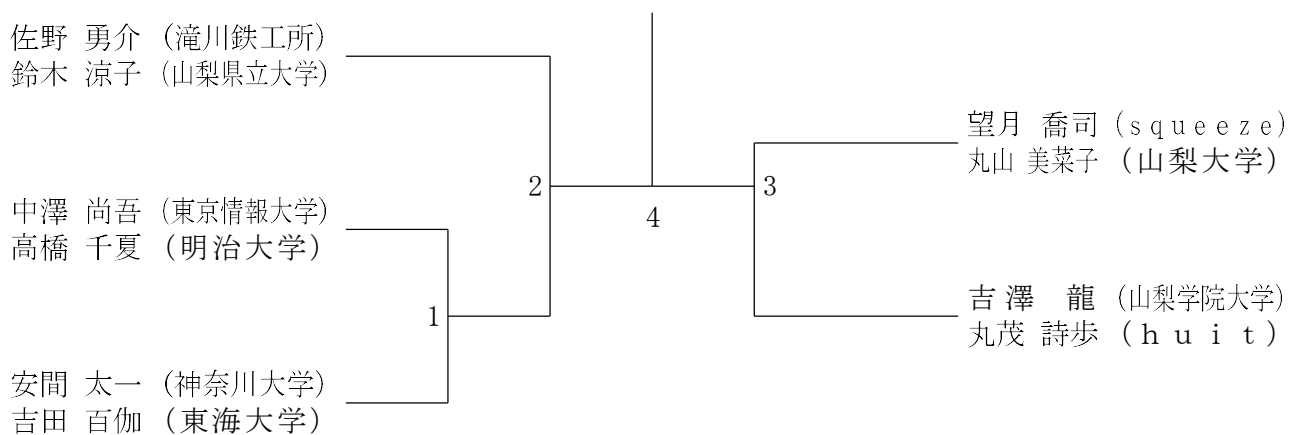 佐野 勇介 (滝川鉄工所)
鈴木 涼子 (山梨県立大学)
望月 喬司 (squeeze)
丸山 美菜子 (山梨大学)
2
3
中澤 尚吾 (東京情報大学)
高橋 千夏 (明治大学)
4
吉澤 龍 (山梨学院大学)
丸茂 詩歩 (huit)
1
安間 太一 (神奈川大学)
吉田 百伽 (東海大学)